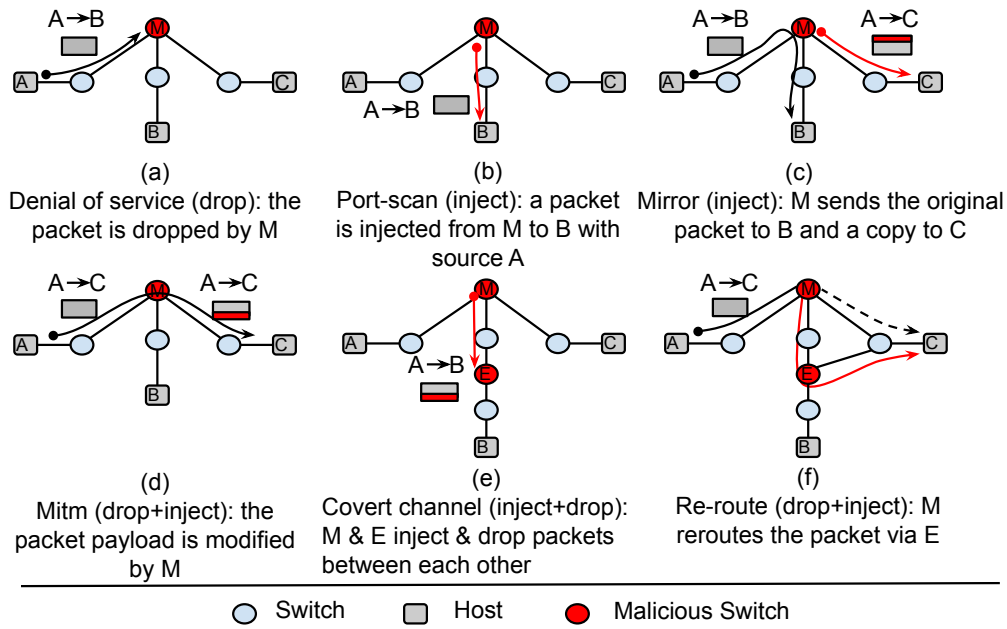 A→B
M
A
C
B
(a)
Denial of service (drop): the
packet is dropped by M
M
A
C
A→B
B
(b)
Port-scan (inject): a packet
is injected from M to B with
source A
A→B
A→C
M
A
C
B
(c)
Mirror (inject): M sends the original
packet to B and a copy to C
A→C
A→C
M
A
C
B
(d)
Mitm (drop+inject): the
packet payload is modified
by M
M
A
C
A→B
E
B
(e)
Covert channel (inject+drop):
M & E inject & drop packets
between each other
A→C
M
A
C
E
B
(f)
Re-route (drop+inject): M
reroutes the packet via E
Switch
Host
Malicious Switch